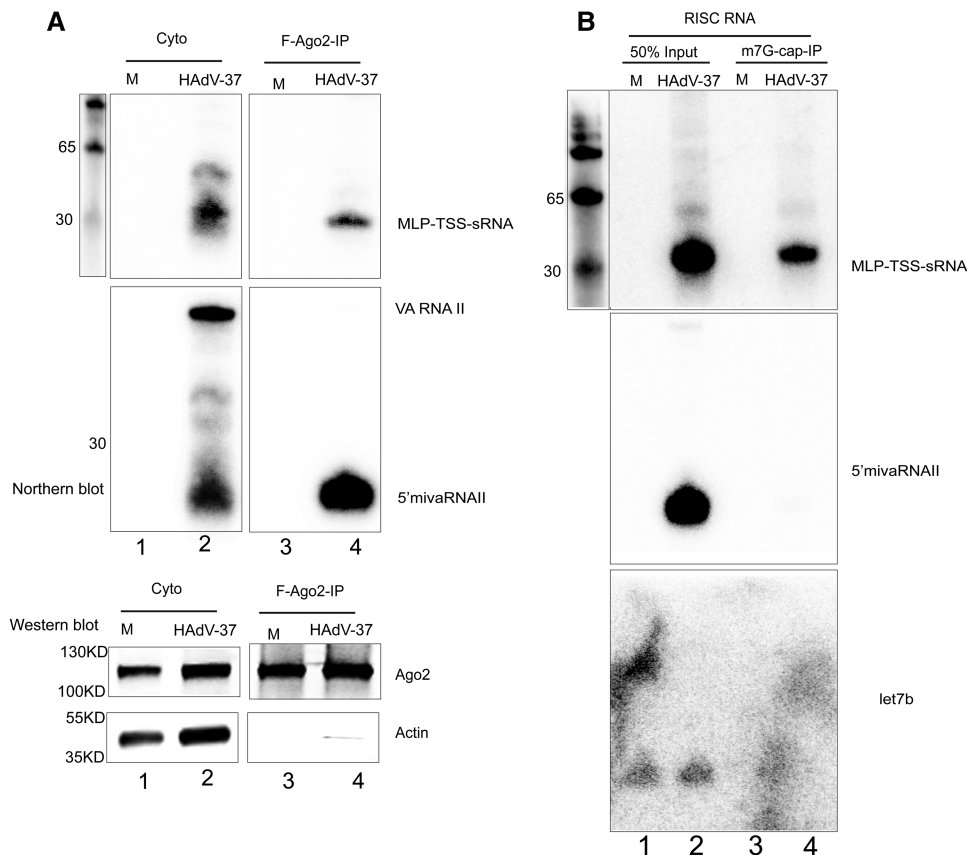 A
Cyto F-Ago2-IP
M HAdV-37 M HAdV-37
65
30
MLP-TSS-sRNA
VA RNA II
30
Northern blot
5'mivaRNAII
1 2 3 4
Cyto F-Ago2-IP
Western blot
M HAdV-37 M HAdV-37
130KD
Ago2
100KD
55KD
Actin
35KD
1 2 3 4
B
RISC RNA
50% Input m7G-cap-IP
M HAdV-37 M HAdV-37
65
30
MLP-TSS-sRNA
5'mivaRNAII
let7b
1 2 3 4